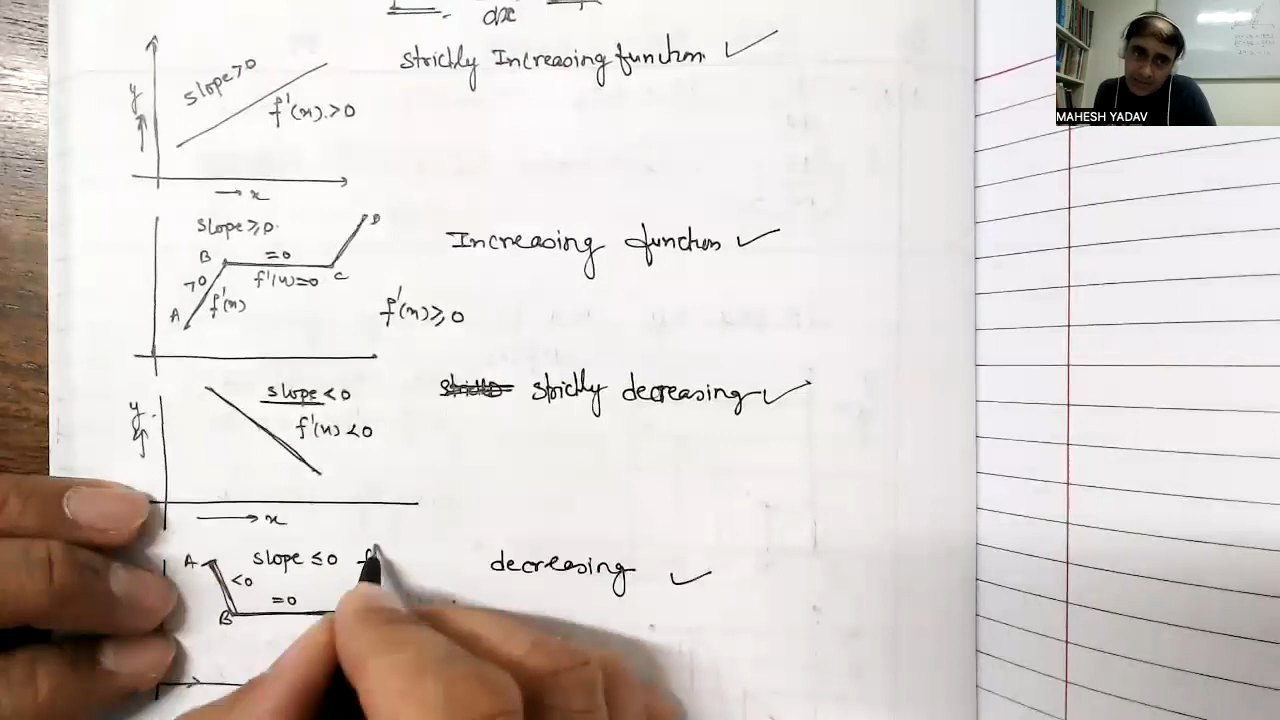 dx
strictly Increasing function
MAHESH YADAV
slope>0
y
f'(x).>0
x
slope ≥ 0.
Increasing function
B
=0
D
>0
f'(x)=0
C
A
f'(x)
f'(x) ≥ 0
slope < 0
strictly decreasing
y
f'(x) < 0
x
A
slope ≤ 0
f
decreasing
<0
=0
B